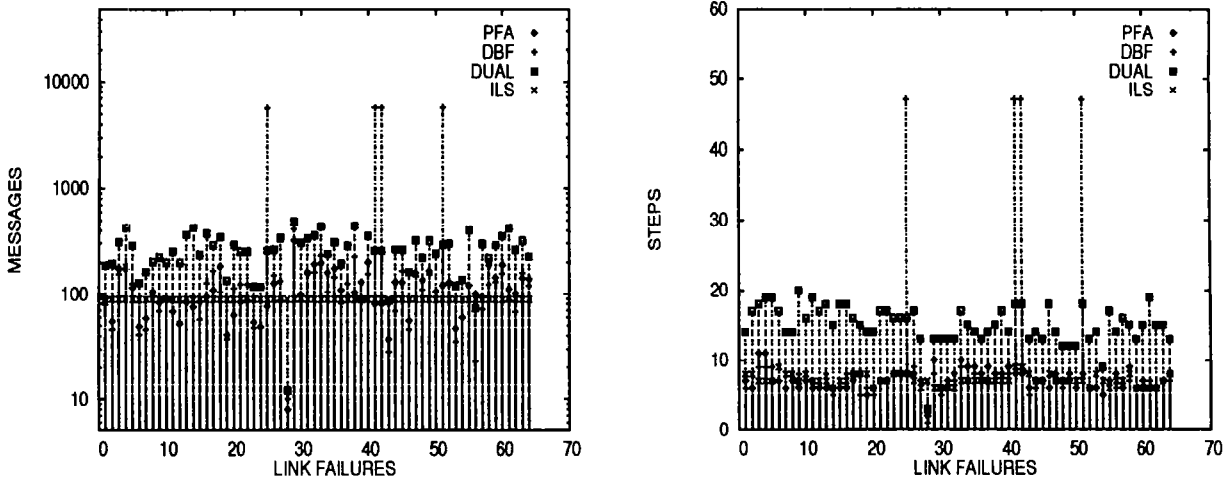 PFA
DBF
DUAL
ILS
10000
1000
100
10
MESSAGES
0 10 20 30 40 50 60 70
LINK FAILURES
60
50
40
30
20
10
0
STEPS
PFA
DBF
DUAL
ILS
0 10 20 30 40 50 60 70
LINK FAILURES